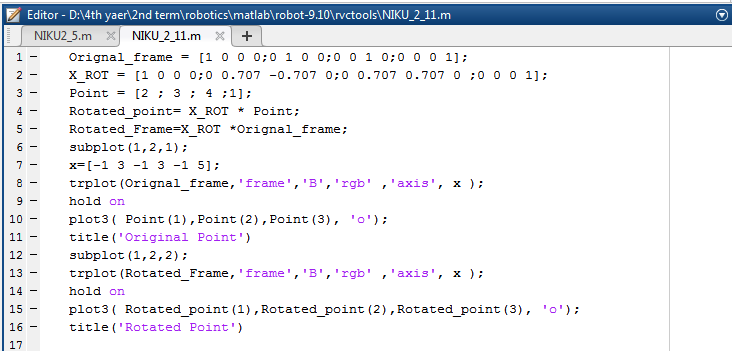 Editor - D:\4th yaer\2nd term\robotics\matlab\robot-9.10\rvctools\NIKU_2_11.m
NIKU2_5.m × NIKU_2_11.m × +
1 - Orignal_frame = [1 0 0 0;0 1 0 0;0 0 1 0;0 0 0 1];
2 - X_ROT = [1 0 0 0;0 0.707 -0.707 0;0 0.707 0.707 0 ;0 0 0 1];
3 - Point = [2 ; 3 ; 4 ;1];
4 - Rotated_point= X_ROT * Point;
5 - Rotated_Frame=X_ROT *Orignal_frame;
6 - subplot(1,2,1);
7 - x=[-1 3 -1 3 -1 5];
8 - trplot(Orignal_frame,'frame','B','rgb' ,'axis', x );
9 - hold on
10 - plot3( Point(1),Point(2),Point(3), 'o');
11 - title('Original Point')
12 - subplot(1,2,2);
13 - trplot(Rotated_Frame,'frame','B','rgb' ,'axis', x );
14 - hold on
15 - plot3( Rotated_point(1),Rotated_point(2),Rotated_point(3), 'o');
16 - title('Rotated Point')
17